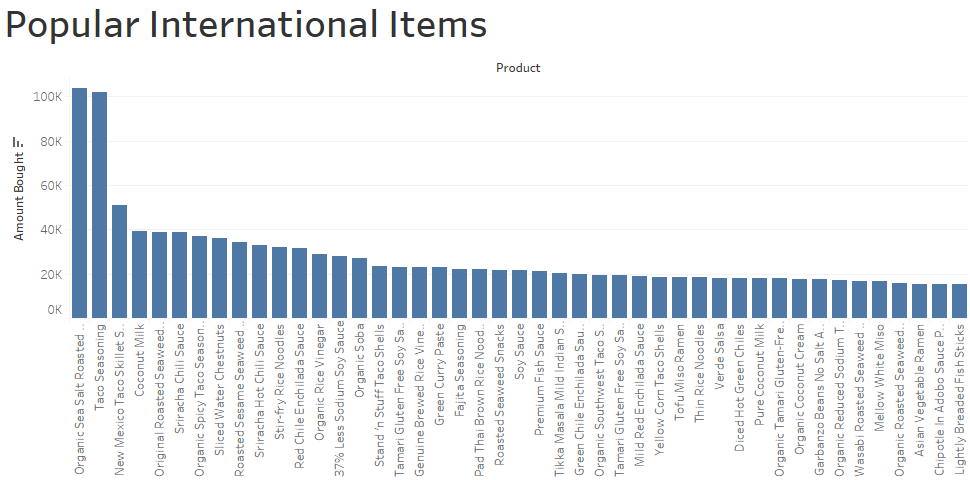 Popular International Items
Product
Amount Bought
100K
80K
60K
40K
20K
0K
Organic Sea Salt Roasted ..
Taco Seasoning
New Mexico Taco Skillet S..
Coconut Milk
Original Roasted Seaweed..
Sriracha Chili Sauce
Organic Spicy Taco Season..
Sliced Water Chestnuts
Roasted Sesame Seaweed ..
Sriracha Hot Chili Sauce
Stir-fry Rice Noodles
Red Chile Enchilada Sauce
Organic Rice Vinegar
37% Less Sodium Soy Sauce
Organic Soba
Stand 'n Stuff Taco Shells
Tamari Gluten Free Soy Sa..
Genuine Brewed Rice Vine..
Green Curry Paste
Fajita Seasoning
Pad Thai Brown Rice Nood..
Roasted Seaweed Snacks
Soy Sauce
Premium Fish Sauce
Tikka Masala Mild Indian S..
Green Chile Enchilada Sau..
Organic Southwest Taco S..
Tamari Gluten Free Soy Sa..
Mild Red Enchilada Sauce
Yellow Corn Taco Shells
Tofu Miso Ramen
Thin Rice Noodles
Verde Salsa
Diced Hot Green Chiles
Pure Coconut Milk
Organic Tamari Gluten-Fre..
Organic Coconut Cream
Garbanzo Beans No Salt A..
Organic Reduced Sodium T..
Wasabi Roasted Seaweed ..
Mellow White Miso
Organic Roasted Seaweed..
Asian Vegetable Ramen
Chipotle In Adobo Sauce P..
Lightly Breaded Fish Sticks